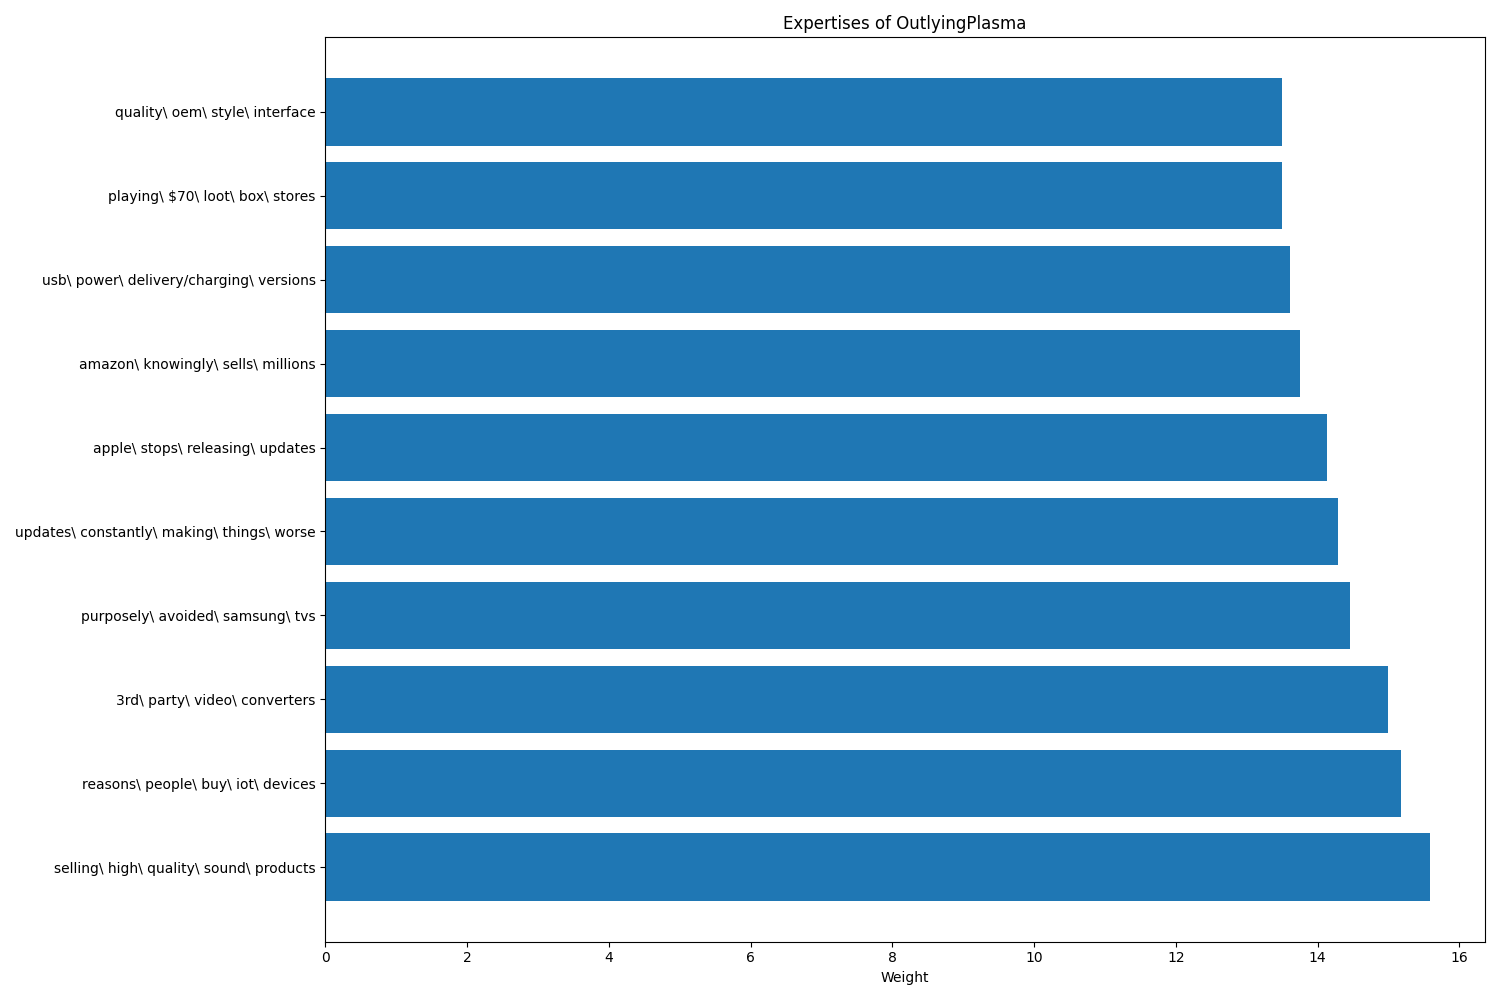 Expertises of OutlyingPlasma
quality\ oem\ style\ interface
playing\ $70\ loot\ box\ stores
usb\ power\ delivery/charging\ versions
amazon\ knowingly\ sells\ millions
apple\ stops\ releasing\ updates
updates\ constantly\ making\ things\ worse
purposely\ avoided\ samsung\ tvs
3rd\ party\ video\ converters
reasons\ people\ buy\ iot\ devices
selling\ high\ quality\ sound\ products
0 2 4 6 8 10 12 14 16
Weight